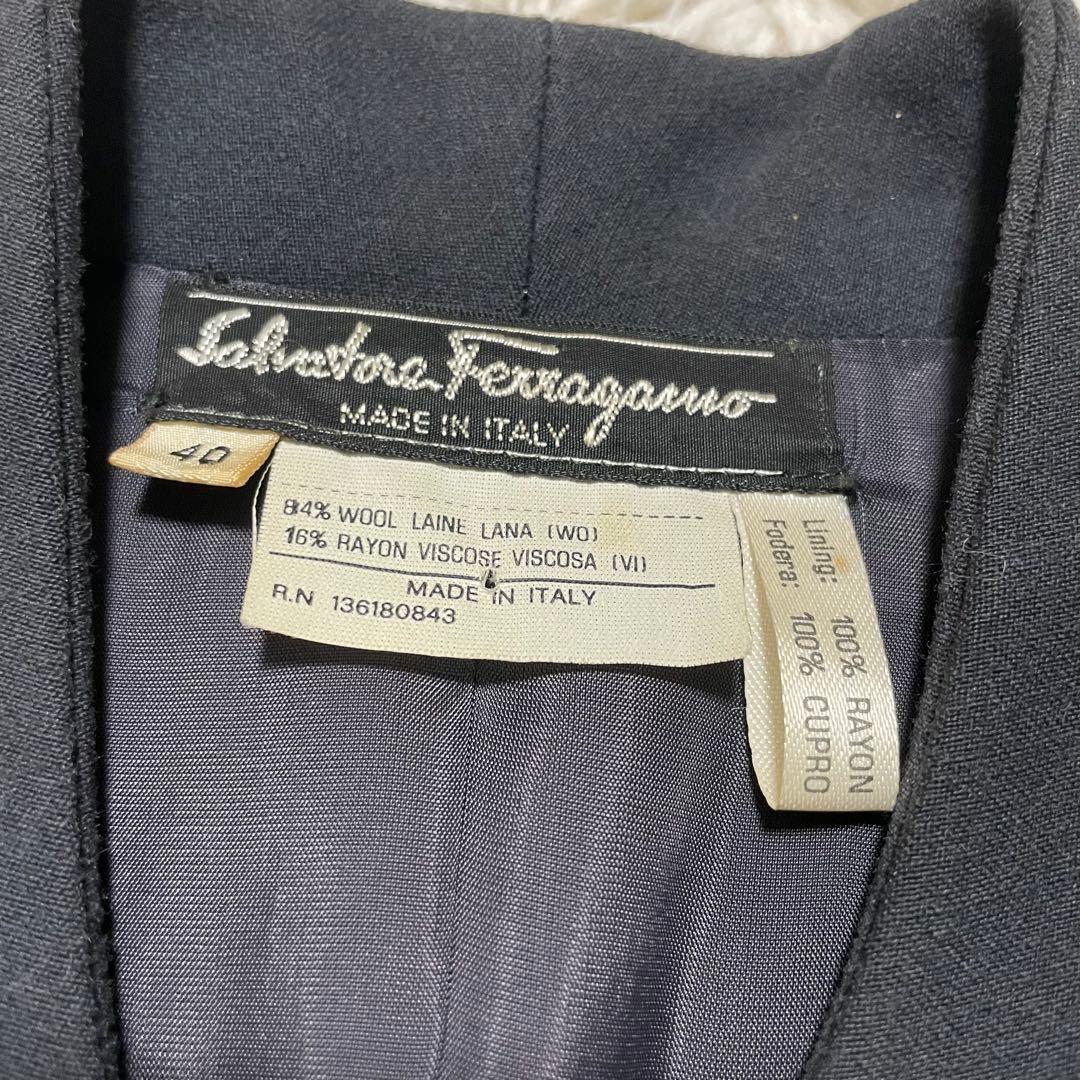 Salvatore Ferragamo
MADE IN ITALY
40
84% WOOL LAINE LANA (WO)
16% RAYON VISCOSE VISCOSA (VI)
MADE IN ITALY
R.N 136180843
Lining: 100% RAYON
Fodera: 100% CUPRO